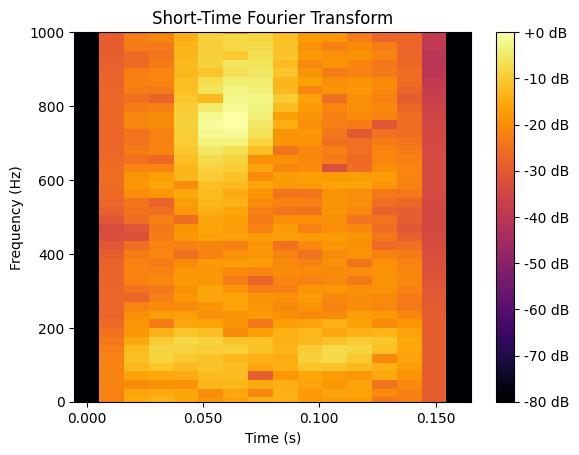 Short-Time Fourier Transform
1000
800
600
400
200
0
Frequency (Hz)
0.000
0.050
0.100
0.150
Time (s)
+0 dB
-10 dB
-20 dB
-30 dB
-40 dB
-50 dB
-60 dB
-70 dB
-80 dB